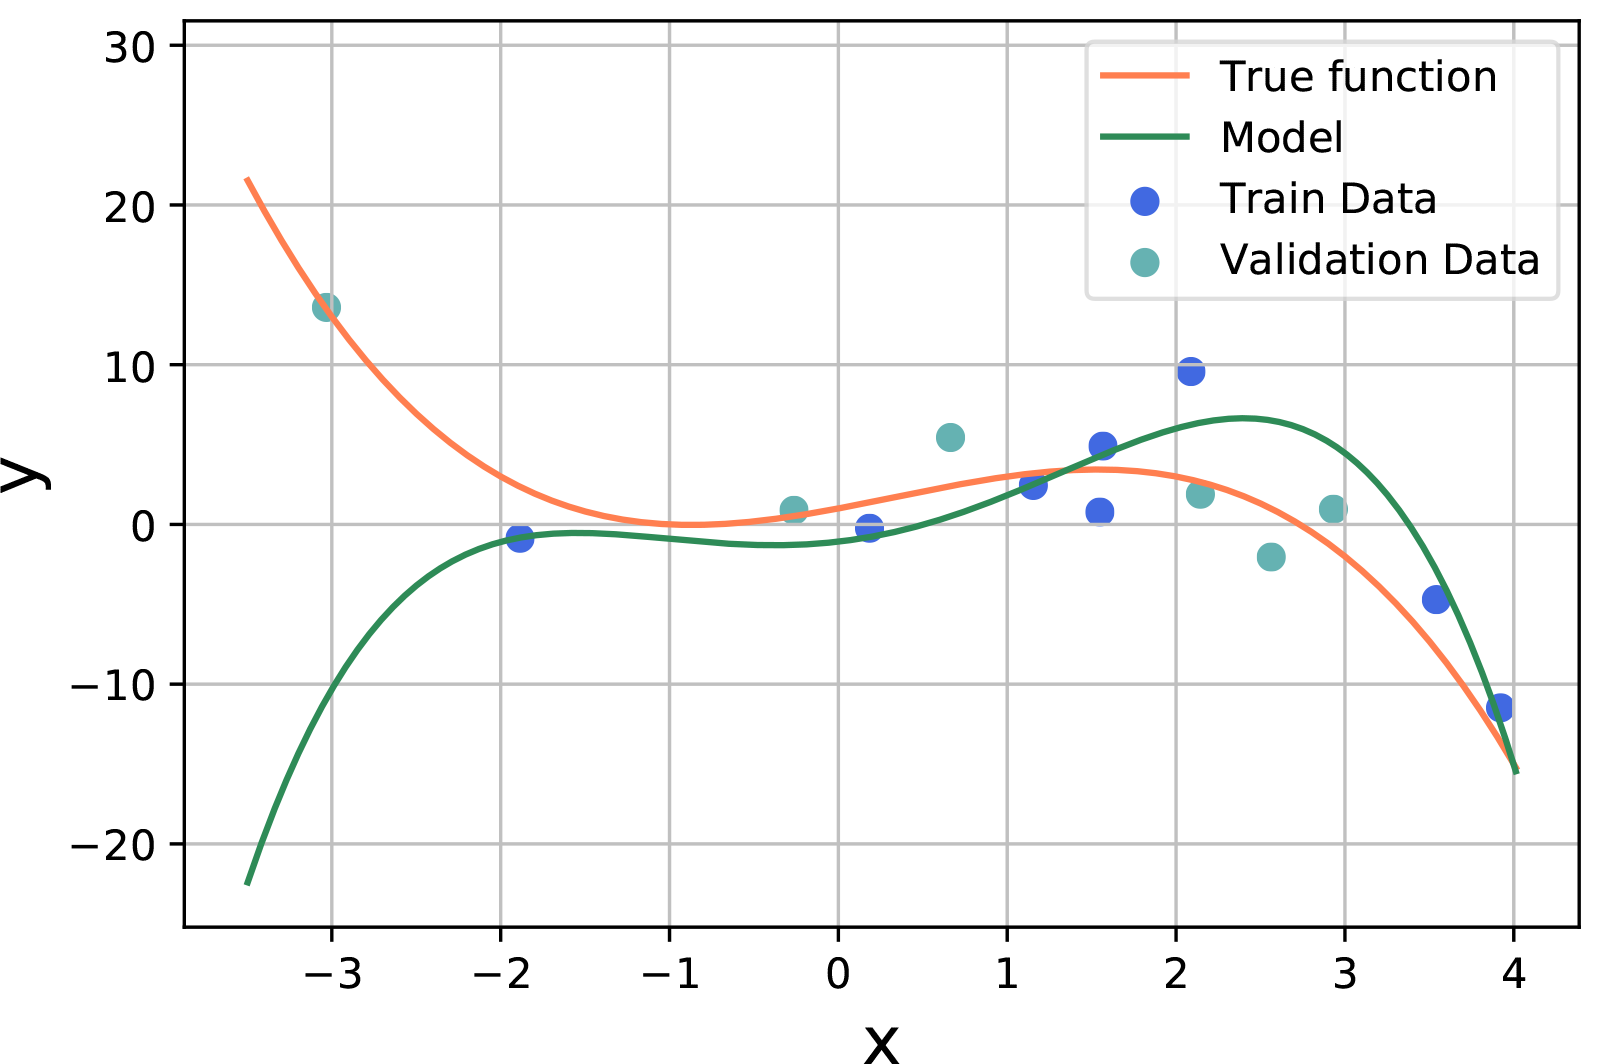 30
20
10
0
−10
−20
y
True function
Model
Train Data
Validation Data
−3 −2 −1 0 1 2 3 4
x